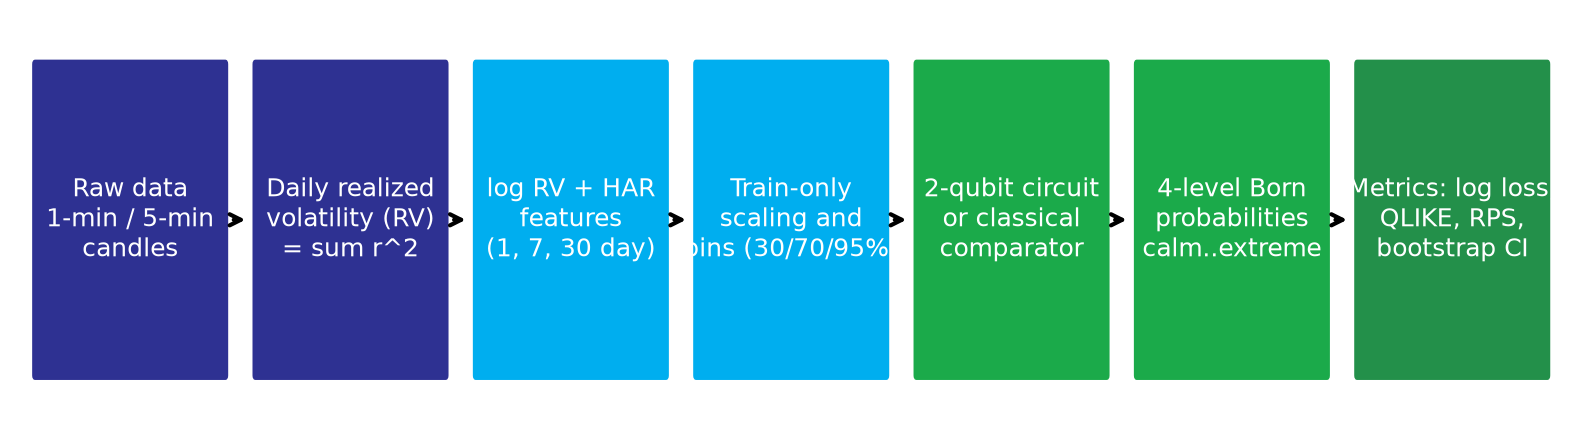 Raw data
1-min / 5-min
candles
Daily realized
volatility (RV)
= sum r^2
log RV + HAR
features
(1, 7, 30 day)
Train-only
scaling and
bins (30/70/95%
2-qubit circuit
or classical
comparator
4-level Born
probabilities
calm..extreme
Metrics: log loss
QLIKE, RPS,
bootstrap CI